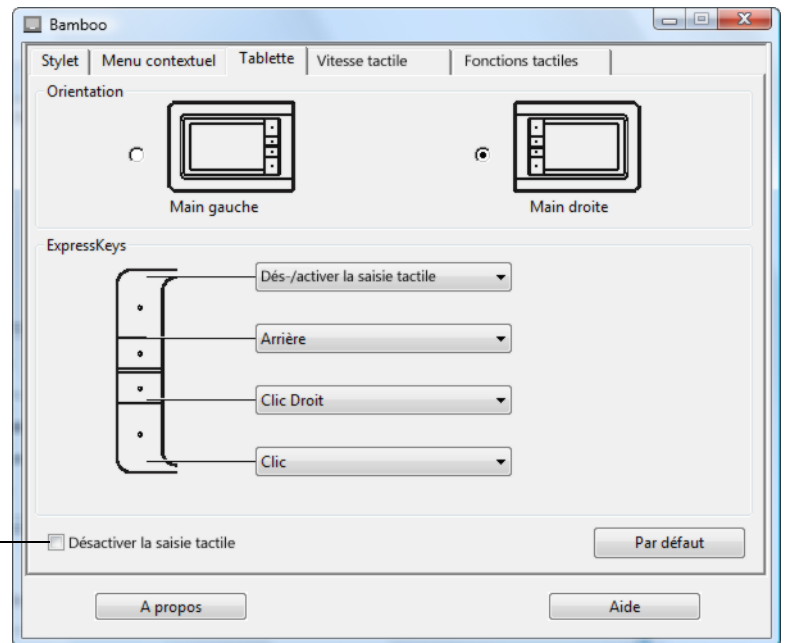 Bamboo
Stylet
Menu contextuel
Tablette
Vitesse tactile
Fonctions tactiles
Orientation
Main gauche
Main droite
ExpressKeys
Dés-/activer la saisie tactile
Arrière
Clic Droit
Clic
Désactiver la saisie tactile
Par défaut
A propos
Aide